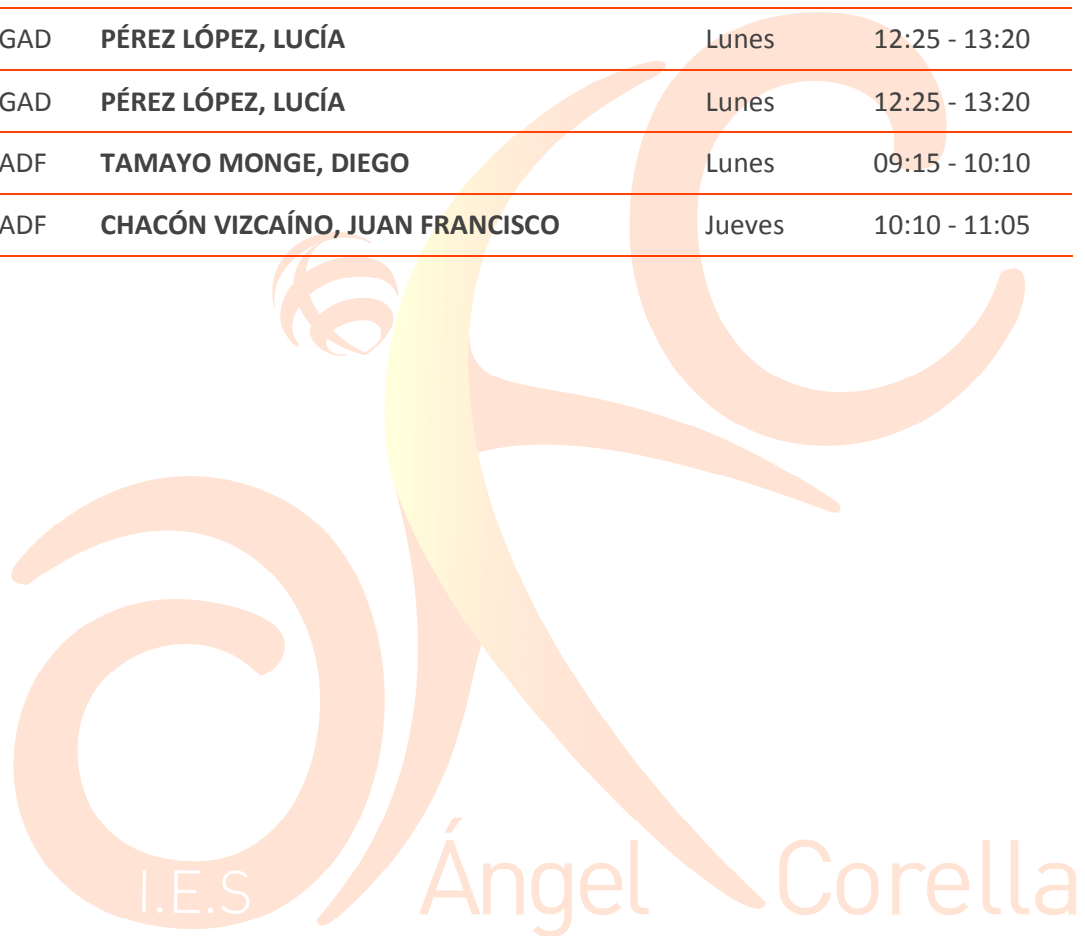 GAD PÉREZ LÓPEZ, LUCÍA Lunes 12:25 - 13:20
GAD PÉREZ LÓPEZ, LUCÍA Lunes 12:25 - 13:20
ADF TAMAYO MONGE, DIEGO Lunes 09:15 - 10:10
ADF CHACÓN VIZCAÍNO, JUAN FRANCISCO Jueves 10:10 - 11:05
I.E.S Ángel Corella